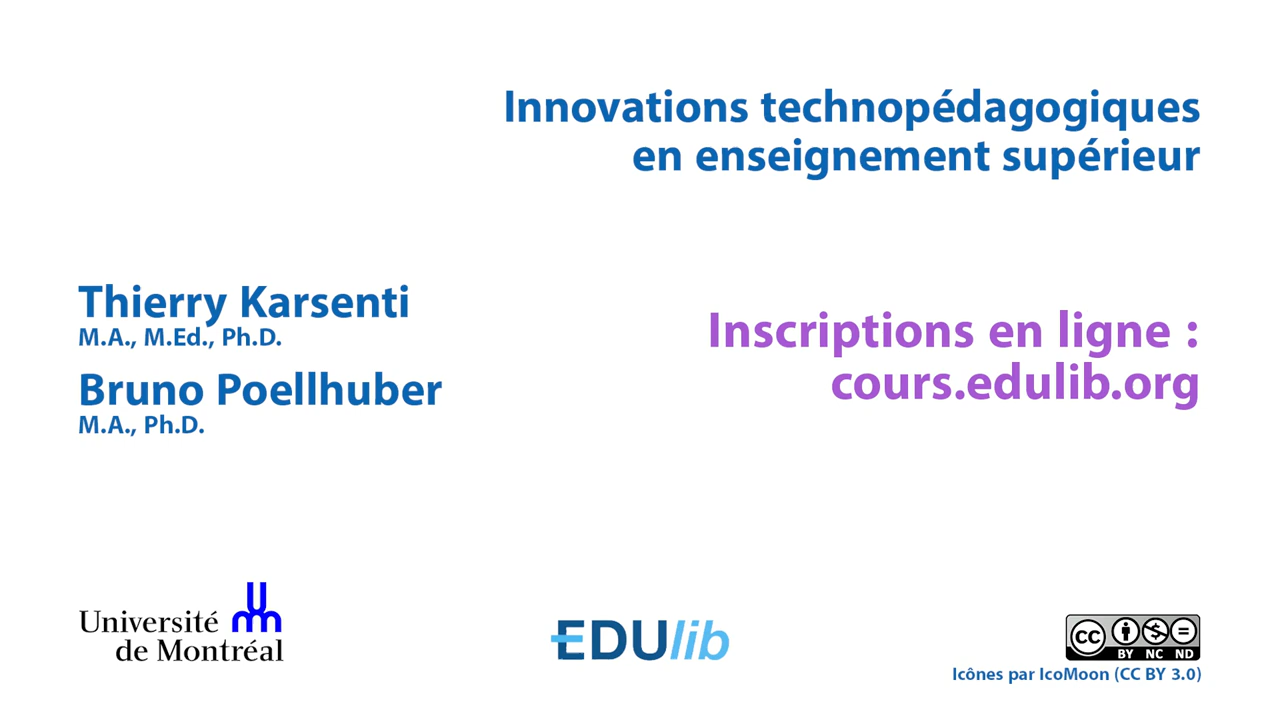 Innovations technopédagogiques
en enseignement supérieur
Thierry Karsenti
M.A., M.Ed., Ph.D.
Bruno Poellhuber
M.A., Ph.D.
Inscriptions en ligne :
cours.edulib.org
Université
de Montréal
EDUlib
cc
BY NC ND
Icônes par IcoMoon (CC BY 3.0)